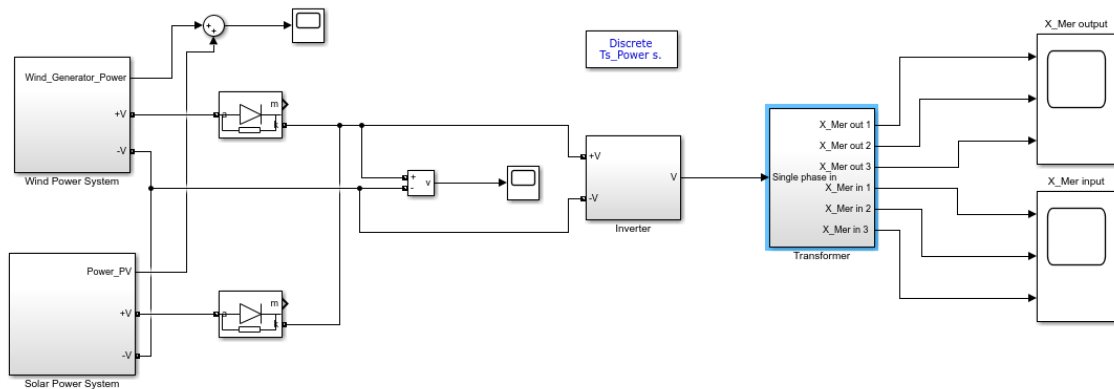 X_Mer output
Discrete
Ts_Power s.
+
+
Wind_Generator_Power
+V
-V
Wind Power System
a
m
k
+
-
v
+V
-V
V
Inverter
Single phase in
X_Mer out 1
X_Mer out 2
X_Mer out 3
X_Mer in 1
X_Mer in 2
X_Mer in 3
Transformer
X_Mer input
Power_PV
+V
-V
Solar Power System
a
m
k